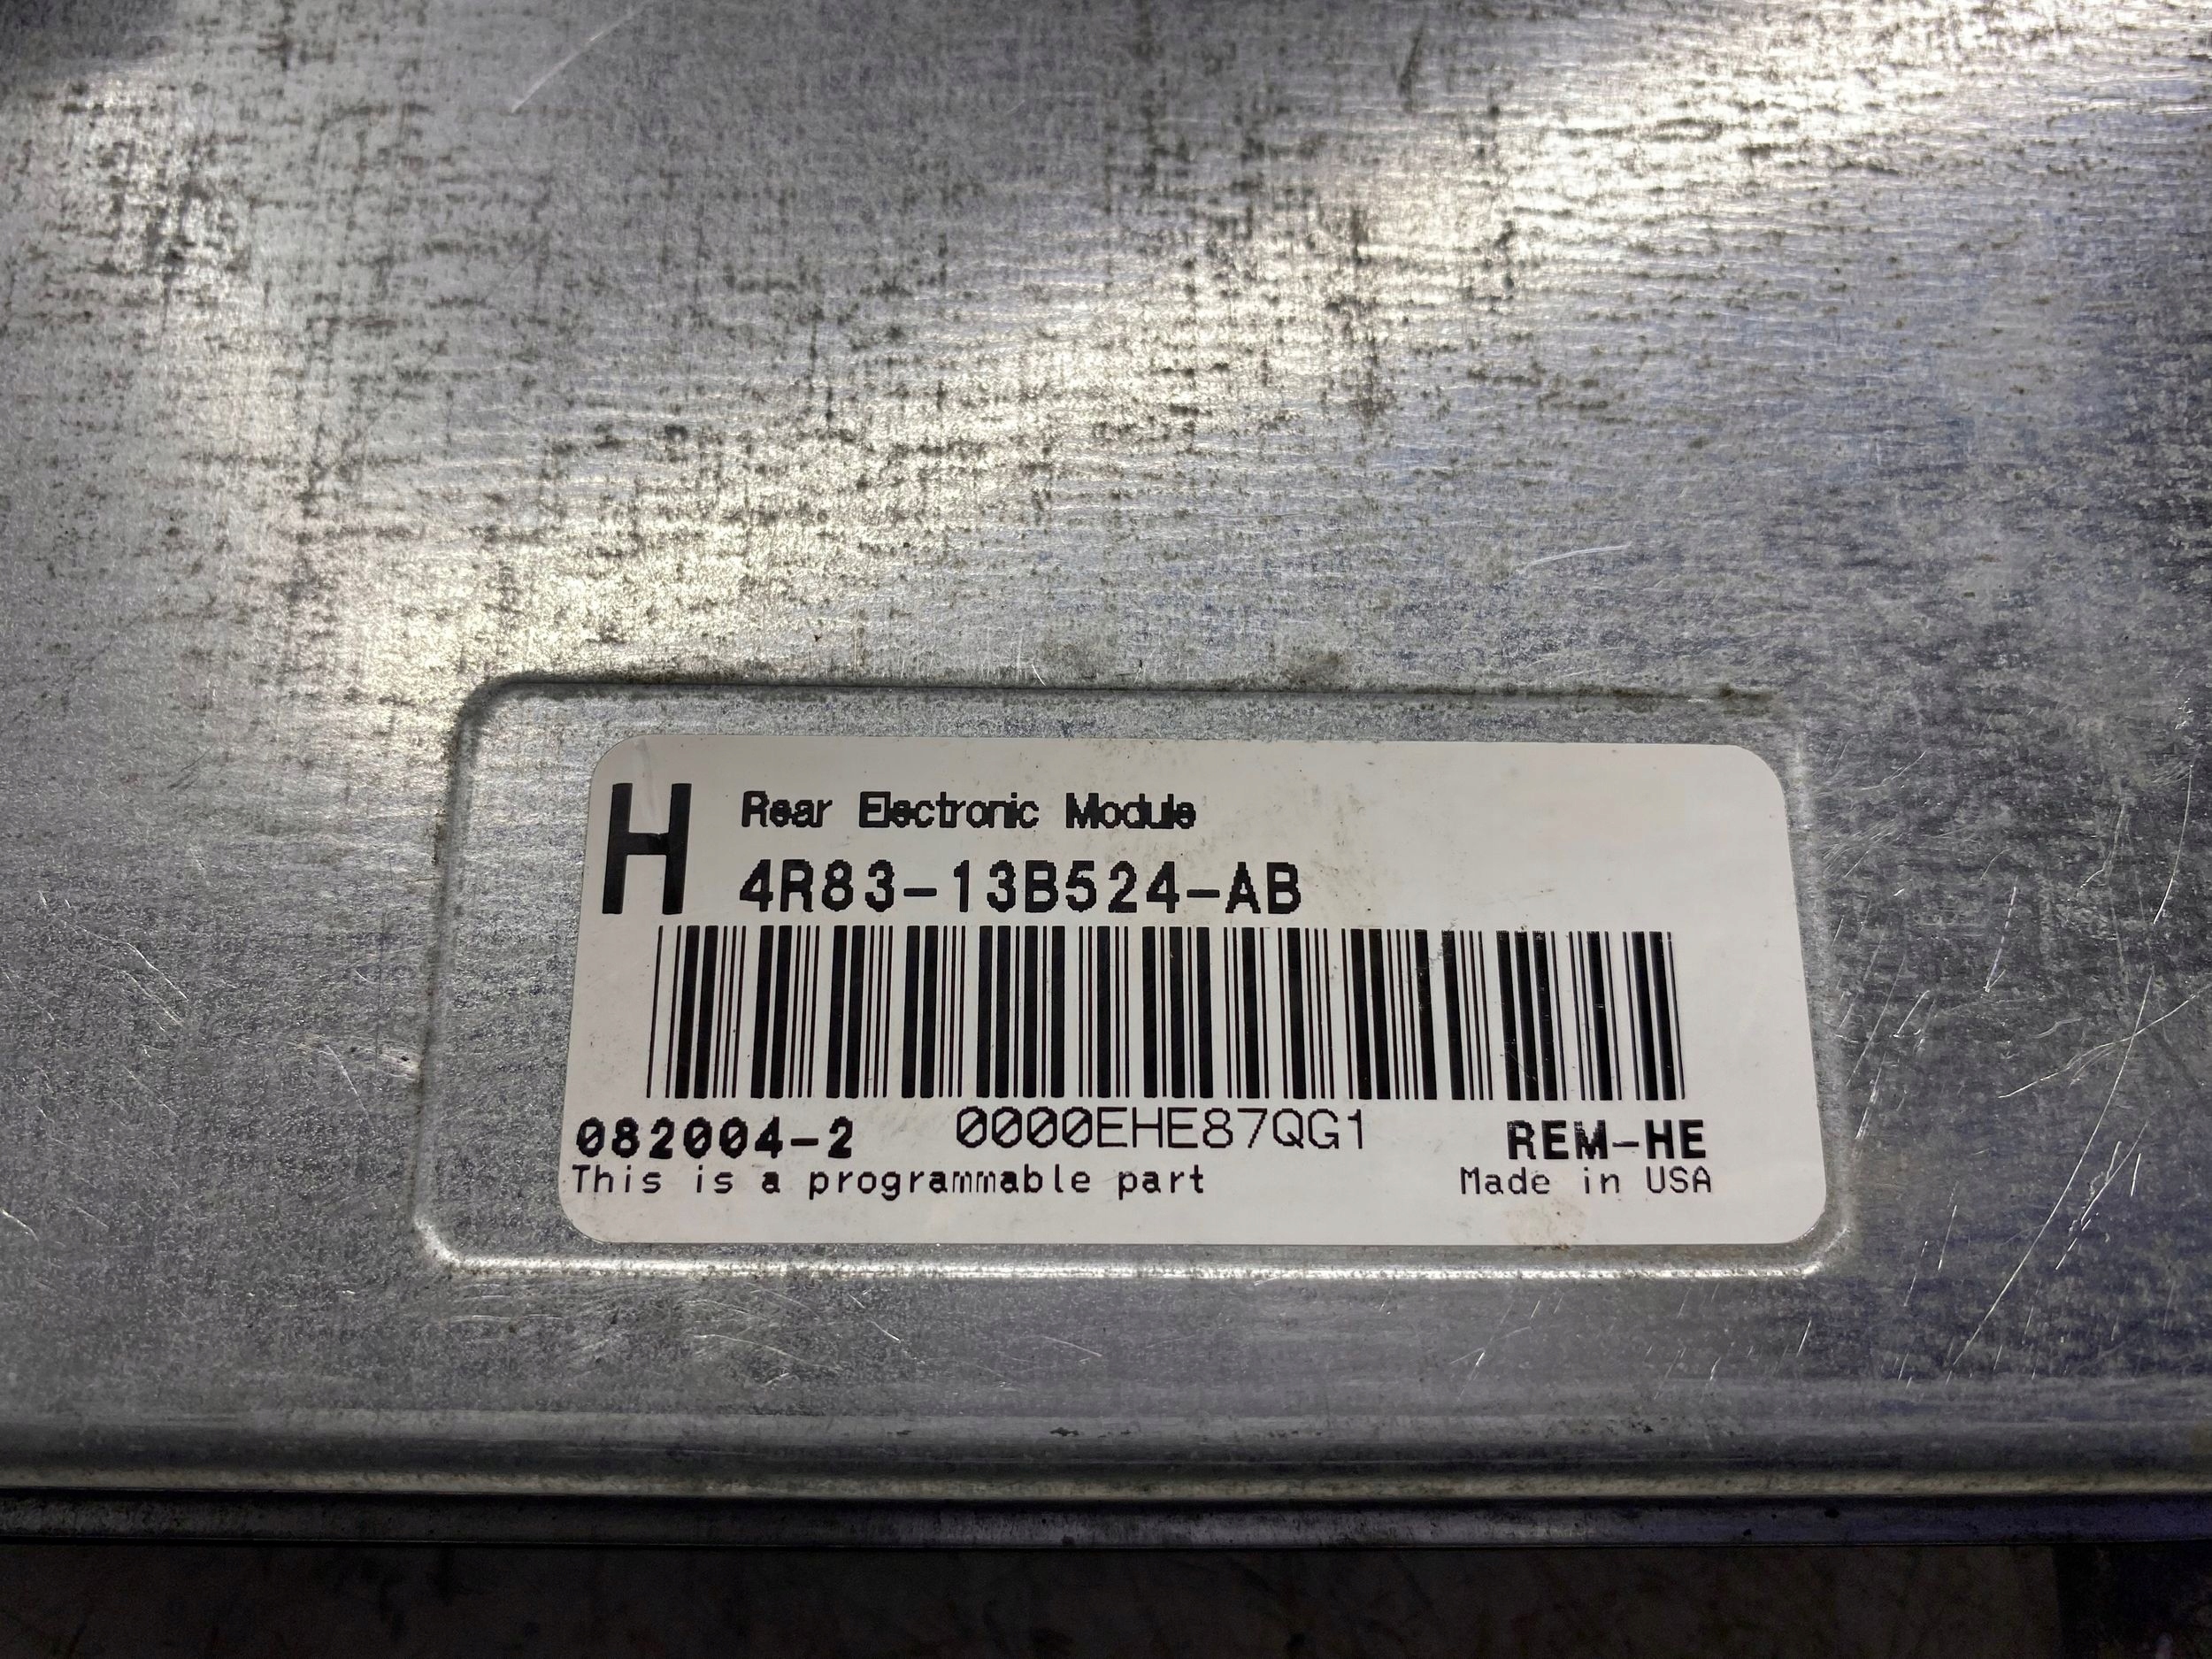 H Rear Electronic Module
4R83-13B524-AB
082004-2 0000EHE87QG1 REM-HE
This is a programmable part Made in USA